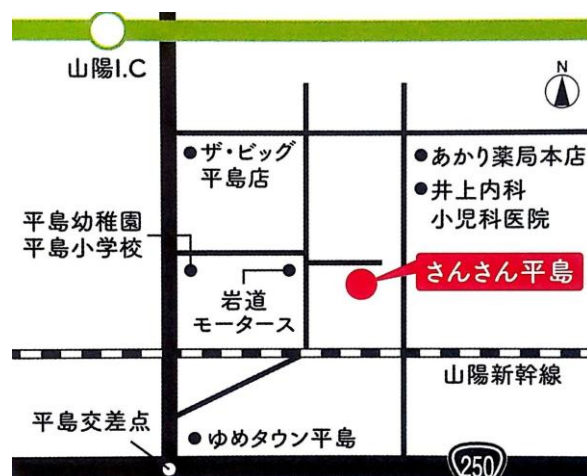 山陽I.C
N
ザ・ビッグ
平島店
あかり薬局本店
井上内科
小児科医院
平島幼稚園
平島小学校
岩道
モータース
さんさん平島
山陽新幹線
平島交差点
ゆめタウン平島
250